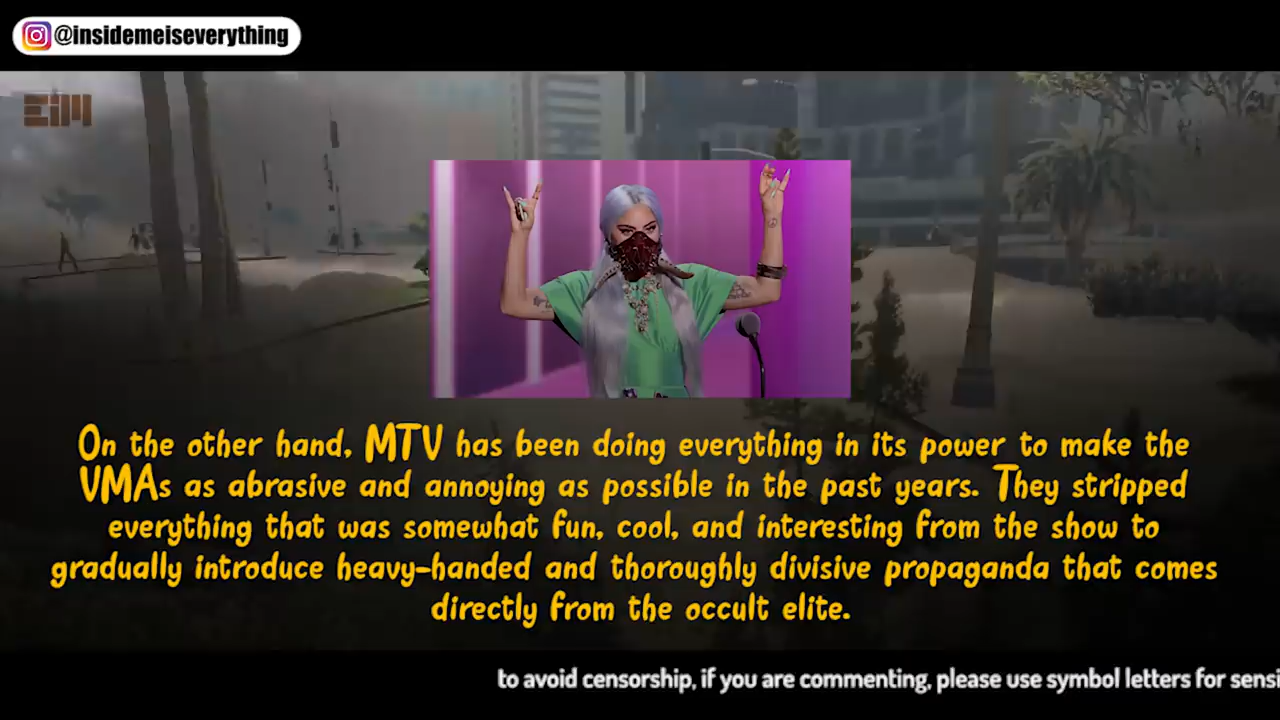 @insidemeiseverything
EiM
On the other hand, MTV has been doing everything in its power to make the
VMAs as abrasive and annoying as possible in the past years. They stripped
everything that was somewhat fun, cool, and interesting from the show to
gradually introduce heavy-handed and thoroughly divisive propaganda that comes
directly from the occult elite.
to avoid censorship, if you are commenting, please use symbol letters for sensi